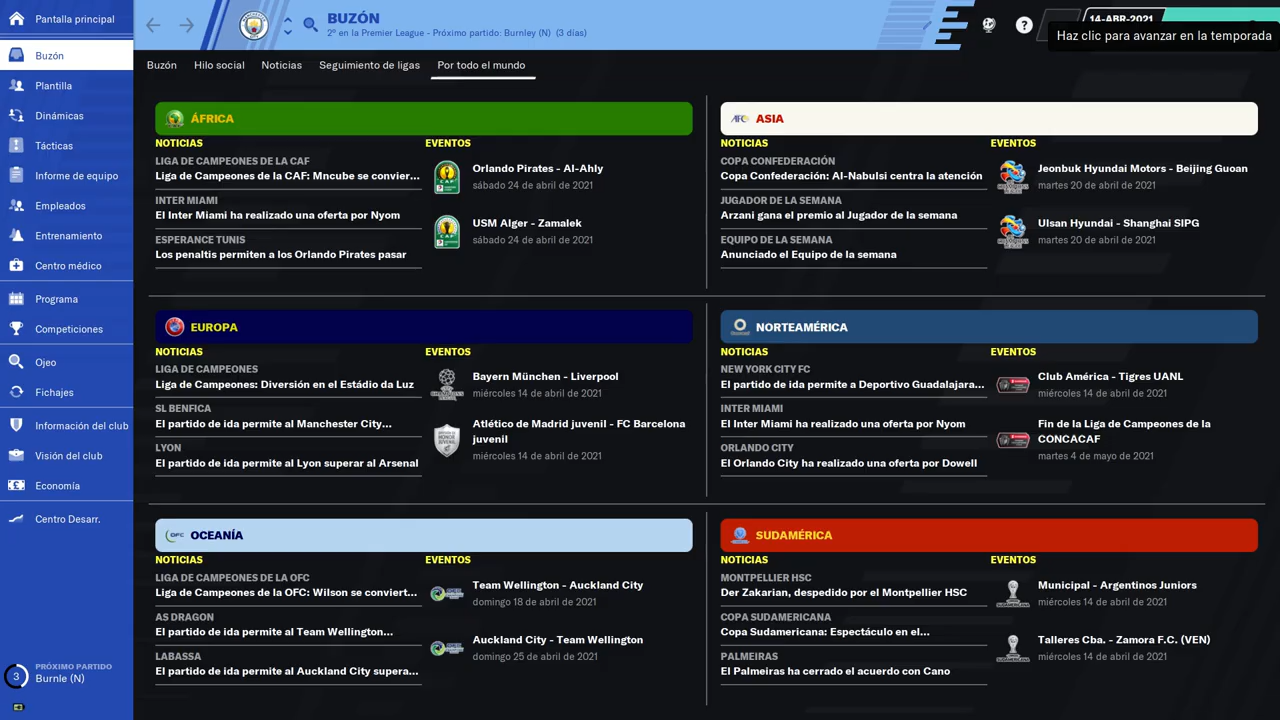 Pantalla principal
Buzón
Plantilla
Dinámicas
Tácticas
Informe de equipo
Empleados
Entrenamiento
Centro médico
Programa
Competiciones
Ojeo
Fichajes
Información del club
Visión del club
Economía
Centro Desarr.
3
PRÓXIMO PARTIDO
Burnle (N)
BUZÓN
2º en la Premier League - Próximo partido: Burnley (N) (3 días)
14-ABR-2021
Haz clic para avanzar en la temporada
Buzón
Hilo social
Noticias
Seguimiento de ligas
Por todo el mundo
ÁFRICA
NOTICIAS
LIGA DE CAMPEONES DE LA CAF
Liga de Campeones de la CAF: Mncube se convier...
INTER MIAMI
El Inter Miami ha realizado una oferta por Nyom
ESPERANCE TUNIS
Los penaltis permiten a los Orlando Pirates pasar
EVENTOS
Orlando Pirates - Al-Ahly
sábado 24 de abril de 2021
USM Alger - Zamalek
sábado 24 de abril de 2021
AFC
ASIA
NOTICIAS
COPA CONFEDERACIÓN
Copa Confederación: Al-Nabulsi centra la atención
JUGADOR DE LA SEMANA
Arzani gana el premio al Jugador de la semana
EQUIPO DE LA SEMANA
Anunciado el Equipo de la semana
EVENTOS
Jeonbuk Hyundai Motors - Beijing Guoan
martes 20 de abril de 2021
Ulsan Hyundai - Shanghai SIPG
martes 20 de abril de 2021
EUROPA
NOTICIAS
LIGA DE CAMPEONES
Liga de Campeones: Diversión en el Estádio da Luz
SL BENFICA
El partido de ida permite al Manchester City...
LYON
El partido de ida permite al Lyon superar al Arsenal
EVENTOS
Bayern München - Liverpool
miércoles 14 de abril de 2021
Atlético de Madrid juvenil - FC Barcelona
juvenil
miércoles 14 de abril de 2021
NORTEAMÉRICA
NOTICIAS
NEW YORK CITY FC
El partido de ida permite a Deportivo Guadalajara...
INTER MIAMI
El Inter Miami ha realizado una oferta por Nyom
ORLANDO CITY
El Orlando City ha realizado una oferta por Dowell
EVENTOS
Club América - Tigres UANL
miércoles 14 de abril de 2021
Fin de la Liga de Campeones de la
CONCACAF
martes 4 de mayo de 2021
OFC
OCEANÍA
NOTICIAS
LIGA DE CAMPEONES DE LA OFC
Liga de Campeones de la OFC: Wilson se conviert...
AS DRAGON
El partido de ida permite al Team Wellington...
LABASSA
El partido de ida permite al Auckland City supera...
EVENTOS
Team Wellington - Auckland City
domingo 18 de abril de 2021
Auckland City - Team Wellington
domingo 25 de abril de 2021
SUDAMÉRICA
NOTICIAS
MONTPELLIER HSC
Der Zakarian, despedido por el Montpellier HSC
COPA SUDAMERICANA
Copa Sudamericana: Espectáculo en el...
PALMEIRAS
El Palmeiras ha cerrado el acuerdo con Cano
EVENTOS
Municipal - Argentinos Juniors
miércoles 14 de abril de 2021
Talleres Cba. - Zamora F.C. (VEN)
miércoles 14 de abril de 2021